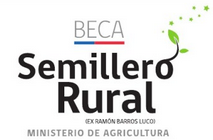 BECA
Semillero
Rural
(EX RAMÓN BARROS LUCO)
MINISTERIO DE AGRICULTURA